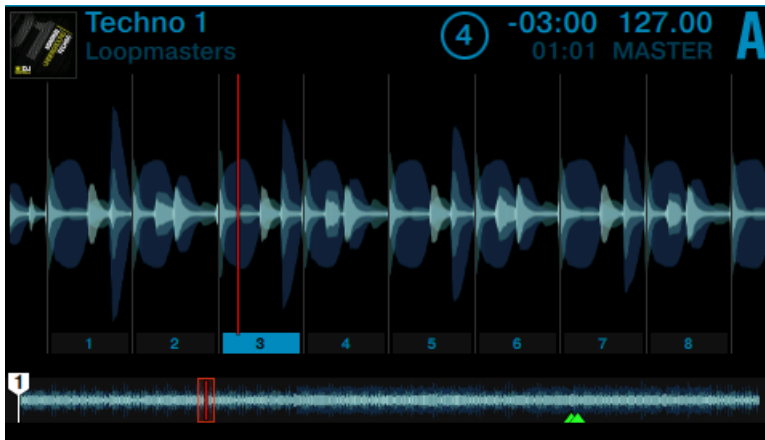 Techno 1
Loopmasters
4
-03:00 127.00
01:01 MASTER
A
1 2 3 4 5 6 7 8
1